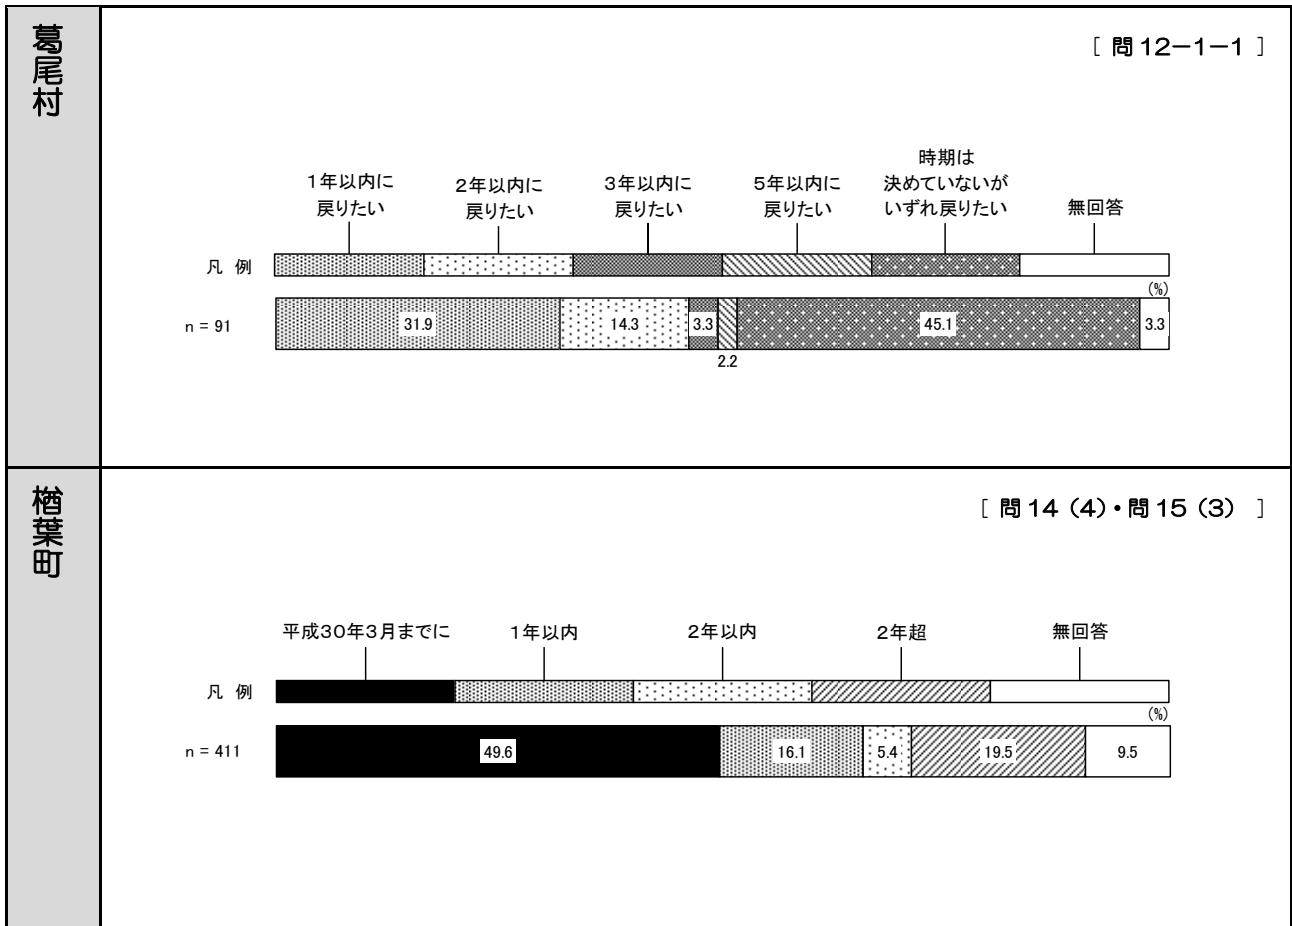 葛尾村
[ 問12－1－1 ]
時期は
1年以内に 2年以内に 3年以内に 5年以内に 決めていないが
戻りたい 戻りたい 戻りたい 戻りたい いずれ戻りたい 無回答
凡 例
(%)
n = 91 31.9 14.3 3.3 45.1 3.3
2.2
楢葉町
[ 問14（4）・問15（3） ]
平成30年3月までに 1年以内 2年以内 2年超 無回答
凡 例
(%)
n = 411 49.6 16.1 5.4 19.5 9.5